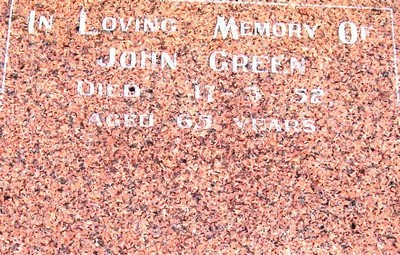 In Loving Memory Of
John Green
Died 17-3-52
Aged 65 Years